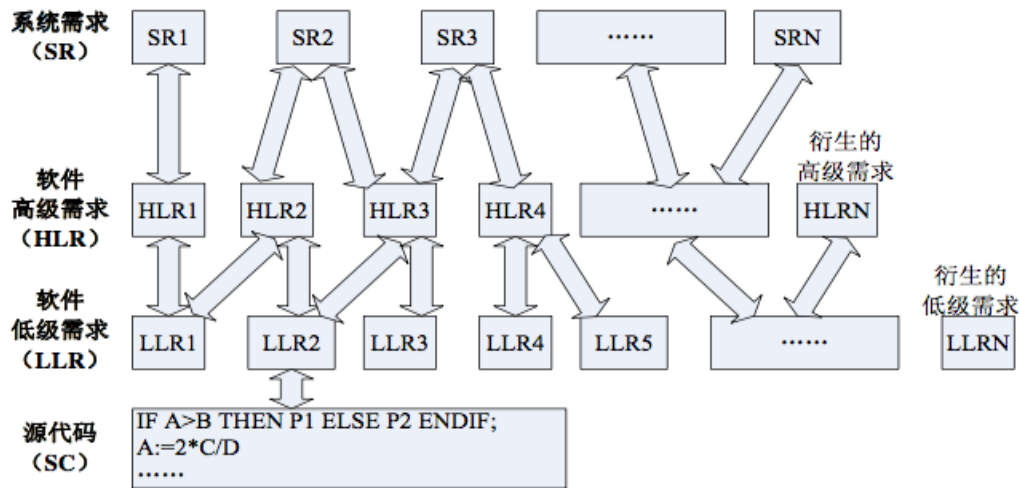 系统需求
（SR）
SR1
SR2
SR3
……
SRN
衍生的
高级需求
软件
高级需求
（HLR）
HLR1
HLR2
HLR3
HLR4
……
HLRN
衍生的
低级需求
软件
低级需求
（LLR）
LLR1
LLR2
LLR3
LLR4
LLR5
……
LLRN
源代码
（SC）
IF A>B THEN P1 ELSE P2 ENDIF;
A:=2*C/D
……